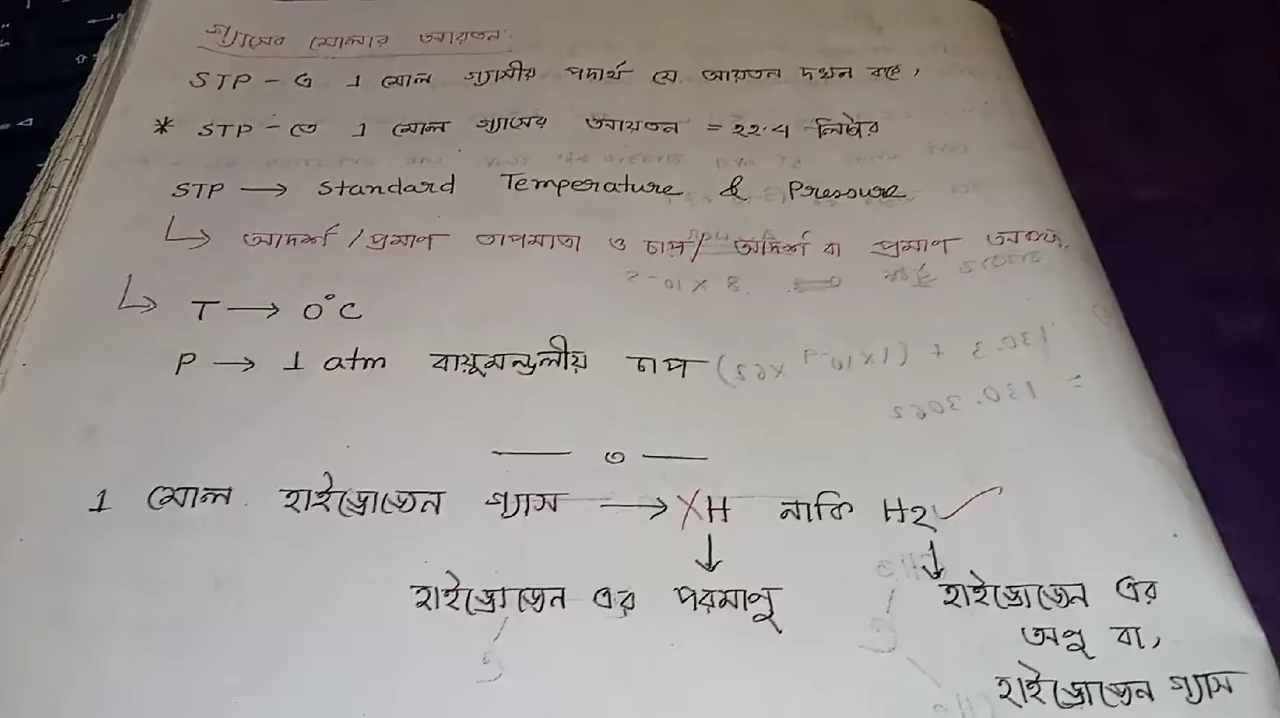 গ্যাসের মোলার আয়তন
STP - এ 1 মোল গ্যাসীয় পদার্থ যে আয়তন দখল করে,
* STP - তে 1 মোল গ্যাসের আয়তন = ২২.৪ লিটার
STP → Standard Temperature & Pressure
↳ আদর্শ / প্রমাণ তাপমাত্রা ও চাপ / আদর্শ বা প্রমাণ অবস্থা
↳ T → 0°C
P → 1 atm বায়ুমন্ডলীয় চাপ
— ৩ —
1 মোল হাইড্রোজেন গ্যাস → XH নাকি H2 ✓
হাইড্রোজেন এর পরমাণু
হাইড্রোজেন এর
অণু বা,
হাইড্রোজেন গ্যাস